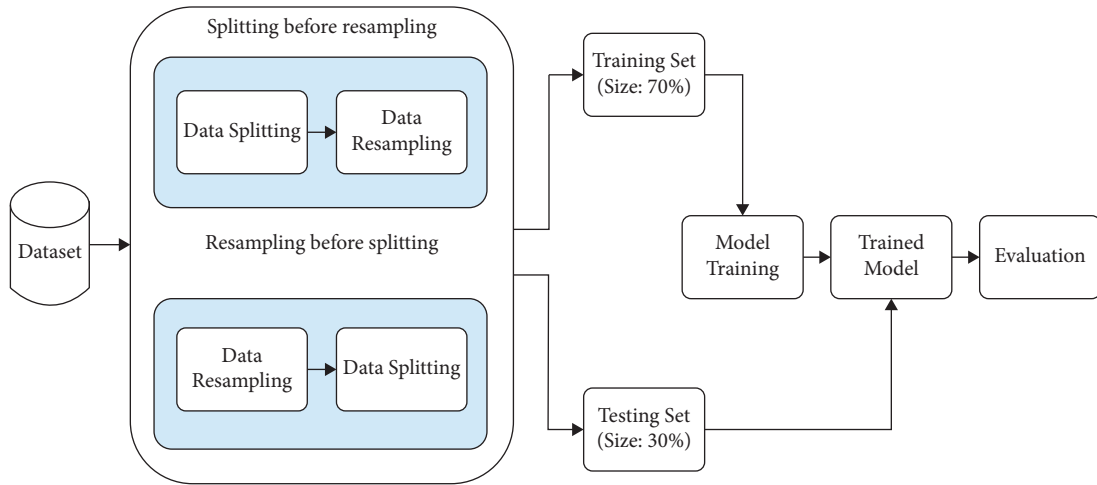 Dataset
Splitting before resampling
Data Splitting
Data
Resampling
Resampling before splitting
Data
Resampling
Data Splitting
Training Set
(Size: 70%)
Testing Set
(Size: 30%)
Model
Training
Trained
Model
Evaluation